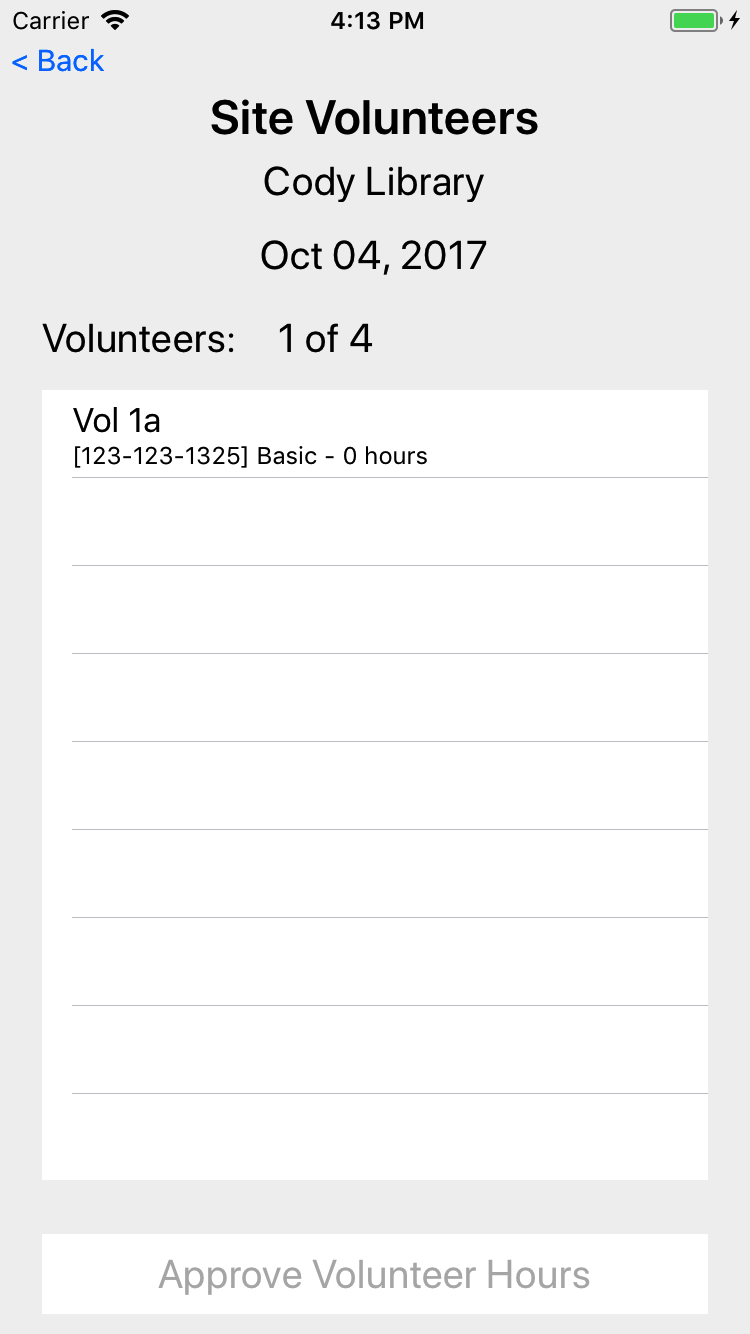 Carrier 4:13 PM
< Back
Site Volunteers
Cody Library
Oct 04, 2017
Volunteers: 1 of 4
Vol 1a
[123-123-1325] Basic - 0 hours
Approve Volunteer Hours